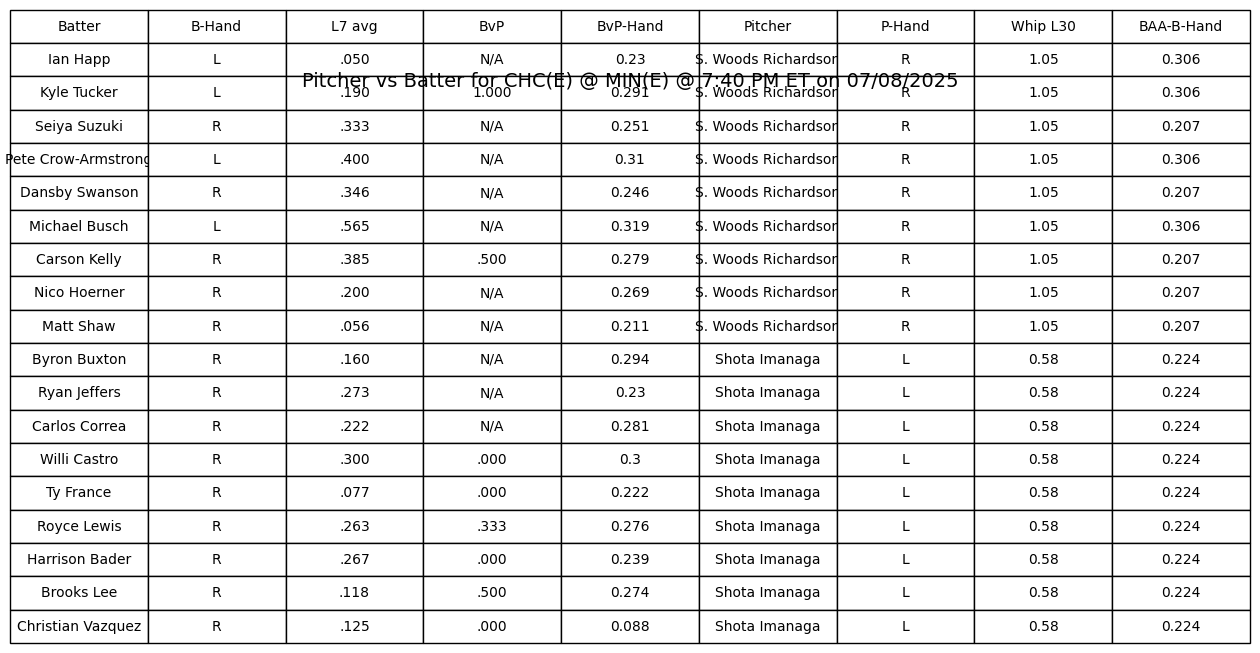 Batter B-Hand L7 avg BvP BvP-Hand Pitcher P-Hand Whip L30 BAA-B-Hand
Ian Happ L .050 N/A 0.23 S. Woods Richardson R 1.05 0.306
Pitcher vs Batter for CHC(E) @ MIN(E) @ 7:40 PM ET on 07/08/2025
Kyle Tucker L .190 1.000 0.291 S. Woods Richardson R 1.05 0.306
Seiya Suzuki R .333 N/A 0.251 S. Woods Richardson R 1.05 0.207
Pete Crow-Armstrong L .400 N/A 0.31 S. Woods Richardson R 1.05 0.306
Dansby Swanson R .346 N/A 0.246 S. Woods Richardson R 1.05 0.207
Michael Busch L .565 N/A 0.319 S. Woods Richardson R 1.05 0.306
Carson Kelly R .385 .500 0.279 S. Woods Richardson R 1.05 0.207
Nico Hoerner R .200 N/A 0.269 S. Woods Richardson R 1.05 0.207
Matt Shaw R .056 N/A 0.211 S. Woods Richardson R 1.05 0.207
Byron Buxton R .160 N/A 0.294 Shota Imanaga L 0.58 0.224
Ryan Jeffers R .273 N/A 0.23 Shota Imanaga L 0.58 0.224
Carlos Correa R .222 N/A 0.281 Shota Imanaga L 0.58 0.224
Willi Castro R .300 .000 0.3 Shota Imanaga L 0.58 0.224
Ty France R .077 .000 0.222 Shota Imanaga L 0.58 0.224
Royce Lewis R .263 .333 0.276 Shota Imanaga L 0.58 0.224
Harrison Bader R .267 .000 0.239 Shota Imanaga L 0.58 0.224
Brooks Lee R .118 .500 0.274 Shota Imanaga L 0.58 0.224
Christian Vazquez R .125 .000 0.088 Shota Imanaga L 0.58 0.224